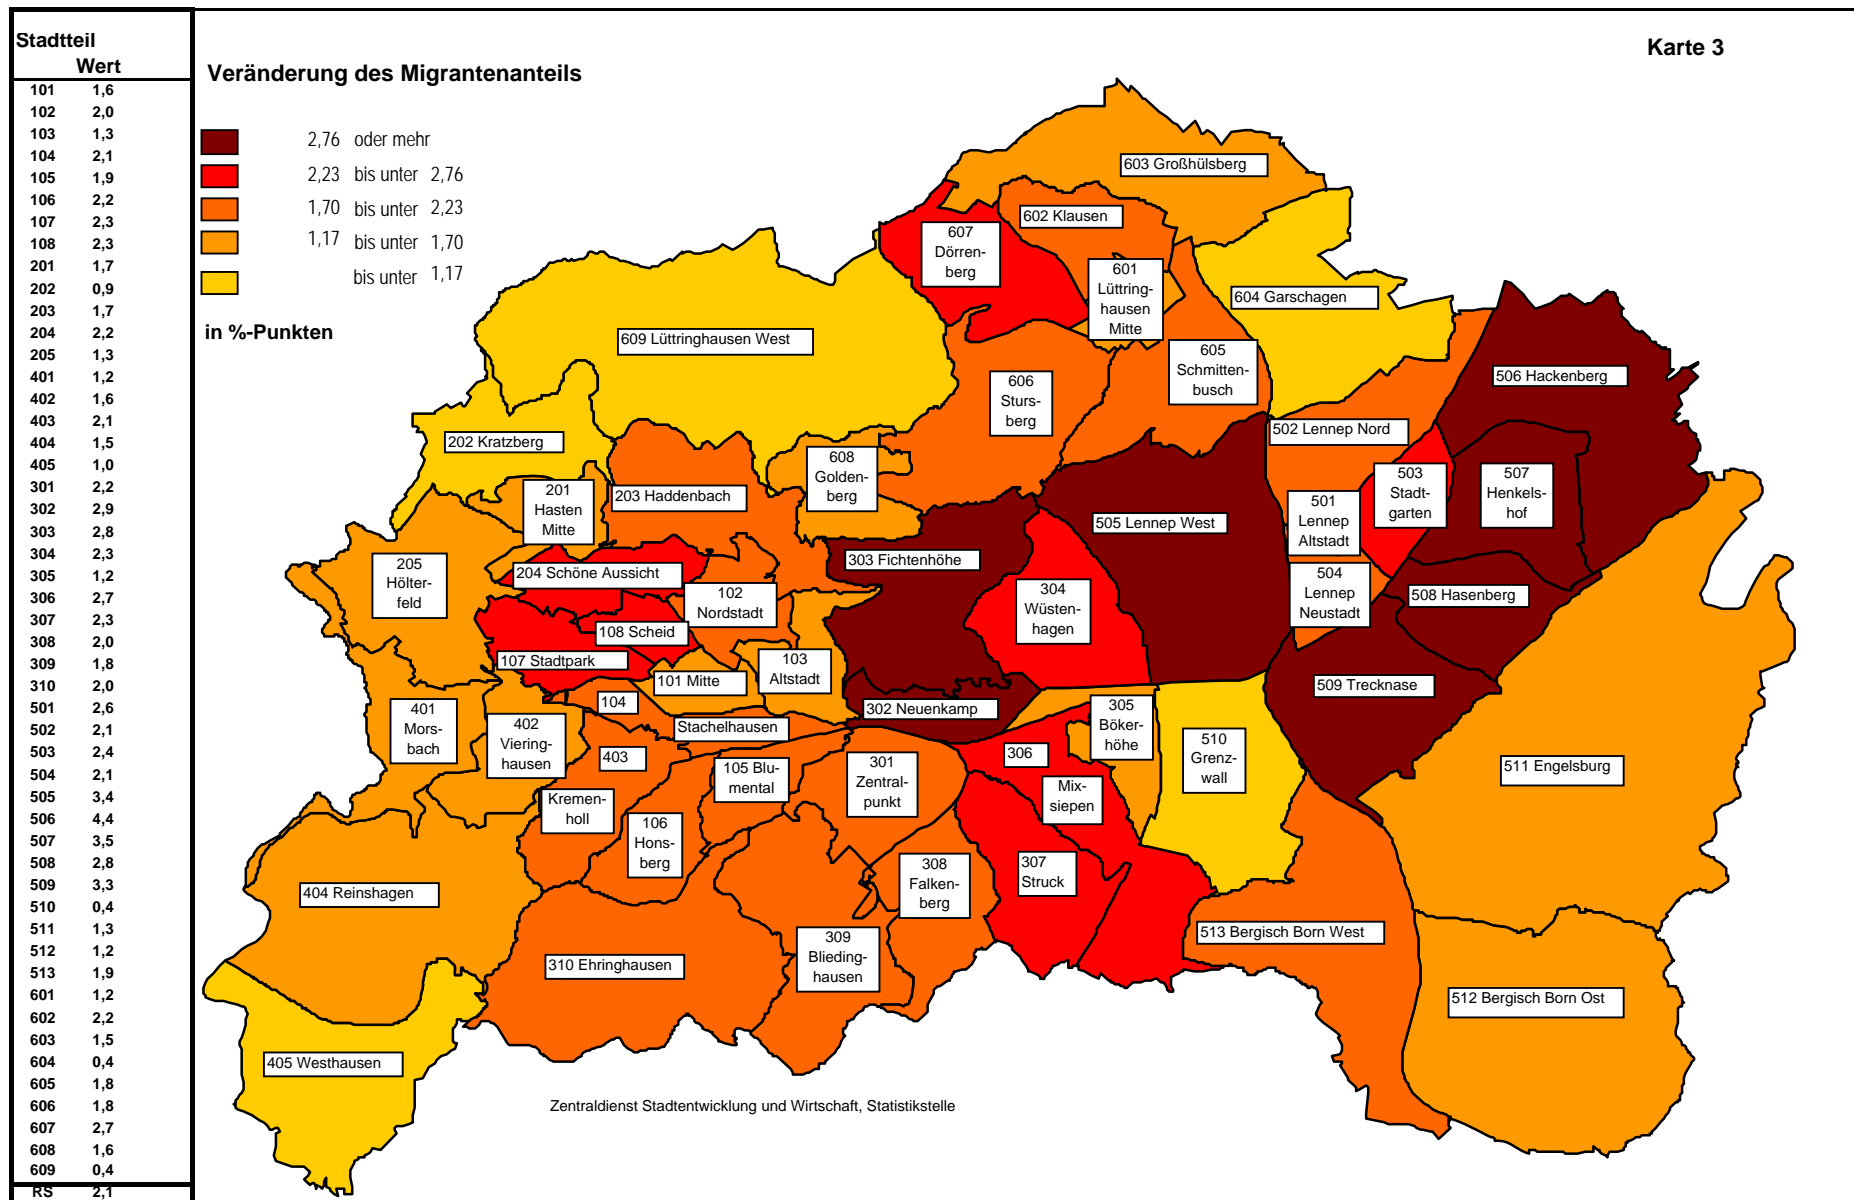 Stadtteil
Wert
101 1,6
102 2,0
103 1,3
104 2,1
105 1,9
106 2,2
107 2,3
108 2,3
201 1,7
202 0,9
203 1,7
204 2,2
205 1,3
401 1,2
402 1,6
403 2,1
404 1,5
405 1,0
301 2,2
302 2,9
303 2,8
304 2,3
305 1,2
306 2,7
307 2,3
308 2,0
309 1,8
310 2,0
501 2,6
502 2,1
503 2,4
504 2,1
505 3,4
506 4,4
507 3,5
508 2,8
509 3,3
510 0,4
511 1,3
512 1,2
513 1,9
601 1,2
602 2,2
603 1,5
604 0,4
605 1,8
606 1,8
607 2,7
608 1,6
609 0,4
RS 2,1
Karte 3
Veränderung des Migrantenanteils
2,76 oder mehr
2,23 bis unter 2,76
1,70 bis unter 2,23
1,17 bis unter 1,70
bis unter 1,17
in %-Punkten
603 Großhülsberg
602 Klausen
607
Dörren-
berg
601
Lüttring-
hausen
Mitte
604 Garschagen
609 Lüttringhausen West
605
Schmitten-
busch
606
Sturs-
berg
506 Hackenberg
502 Lennep Nord
202 Kratzberg
608
Golden-
berg
503
Stadt-
garten
507
Henkels-
hof
201
Hasten
Mitte
203 Haddenbach
501
Lennep
Altstadt
505 Lennep West
303 Fichtenhöhe
205
Hölter-
feld
204 Schöne Aussicht
102
Nordstadt
304
Wüsten-
hagen
504
Lennep
Neustadt
508 Hasenberg
108 Scheid
107 Stadtpark
101 Mitte
103
Altstadt
509 Trecknase
104
Stachelhausen
302 Neuenkamp
305
Böker-
höhe
401
Mors-
bach
402
Viering-
hausen
403
Kremen-
holl
105 Blu-
mental
301
Zentral-
punkt
306
Mix-
siepen
510
Grenz-
wall
511 Engelsburg
106
Hons-
berg
307
Struck
308
Falken-
berg
404 Reinshagen
513 Bergisch Born West
309
Blieding-
hausen
310 Ehringhausen
512 Bergisch Born Ost
405 Westhausen
Zentraldienst Stadtentwicklung und Wirtschaft, Statistikstelle